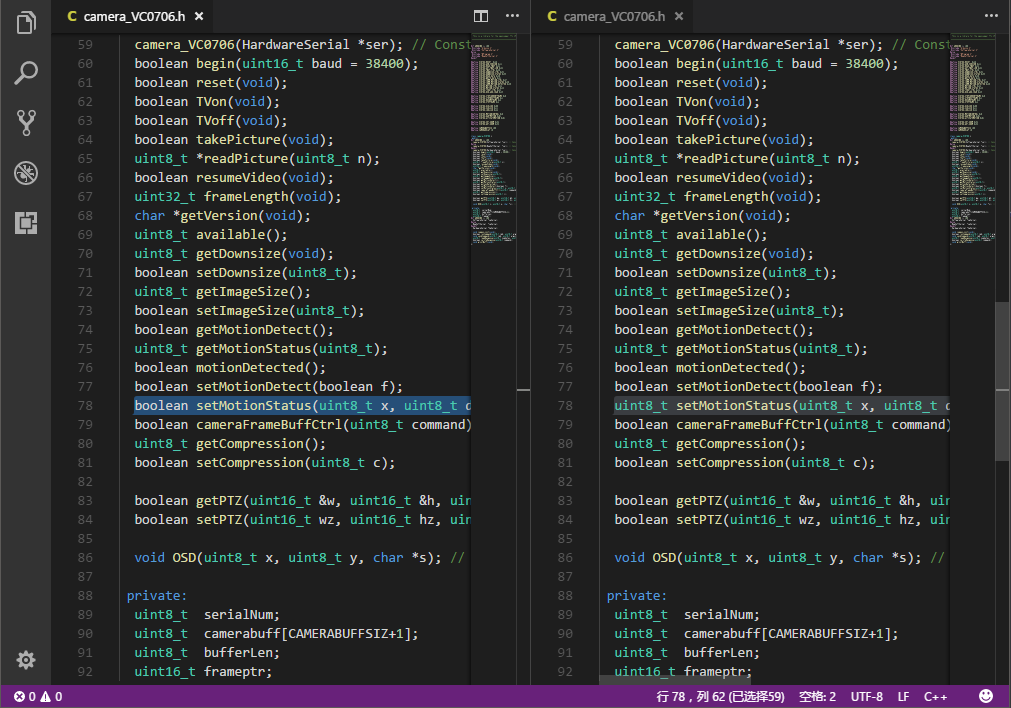 C camera_VC0706.h ×
59 camera_VC0706(HardwareSerial *ser); // Const
60 boolean begin(uint16_t baud = 38400);
61 boolean reset(void);
62 boolean TVon(void);
63 boolean TVoff(void);
64 boolean takePicture(void);
65 uint8_t *readPicture(uint8_t n);
66 boolean resumeVideo(void);
67 uint32_t frameLength(void);
68 char *getVersion(void);
69 uint8_t available();
70 uint8_t getDownsize(void);
71 boolean setDownsize(uint8_t);
72 uint8_t getImageSize();
73 boolean setImageSize(uint8_t);
74 boolean getMotionDetect();
75 uint8_t getMotionStatus(uint8_t);
76 boolean motionDetected();
77 boolean setMotionDetect(boolean f);
78 boolean setMotionStatus(uint8_t x, uint8_t d
79 boolean cameraFrameBuffCtrl(uint8_t command)
80 uint8_t getCompression();
81 boolean setCompression(uint8_t c);
82
83 boolean getPTZ(uint16_t &w, uint16_t &h, uin
84 boolean setPTZ(uint16_t wz, uint16_t hz, uin
85
86 void OSD(uint8_t x, uint8_t y, char *s); //
87
88 private:
89 uint8_t serialNum;
90 uint8_t camerabuff[CAMERABUFFSIZ+1];
91 uint8_t bufferLen;
92 uint16_t frameptr;
C camera_VC0706.h ×
59 camera_VC0706(HardwareSerial *ser); // Const
60 boolean begin(uint16_t baud = 38400);
61 boolean reset(void);
62 boolean TVon(void);
63 boolean TVoff(void);
64 boolean takePicture(void);
65 uint8_t *readPicture(uint8_t n);
66 boolean resumeVideo(void);
67 uint32_t frameLength(void);
68 char *getVersion(void);
69 uint8_t available();
70 uint8_t getDownsize(void);
71 boolean setDownsize(uint8_t);
72 uint8_t getImageSize();
73 boolean setImageSize(uint8_t);
74 boolean getMotionDetect();
75 uint8_t getMotionStatus(uint8_t);
76 boolean motionDetected();
77 boolean setMotionDetect(boolean f);
78 uint8_t setMotionStatus(uint8_t x, uint8_t d
79 boolean cameraFrameBuffCtrl(uint8_t command)
80 uint8_t getCompression();
81 boolean setCompression(uint8_t c);
82
83 boolean getPTZ(uint16_t &w, uint16_t &h, uin
84 boolean setPTZ(uint16_t wz, uint16_t hz, uin
85
86 void OSD(uint8_t x, uint8_t y, char *s); //
87
88 private:
89 uint8_t serialNum;
90 uint8_t camerabuff[CAMERABUFFSIZ+1];
91 uint8_t bufferLen;
92 uint16_t frameptr;
0 0 行 78，列 62 (已选择59) 空格: 2 UTF-8 LF C++